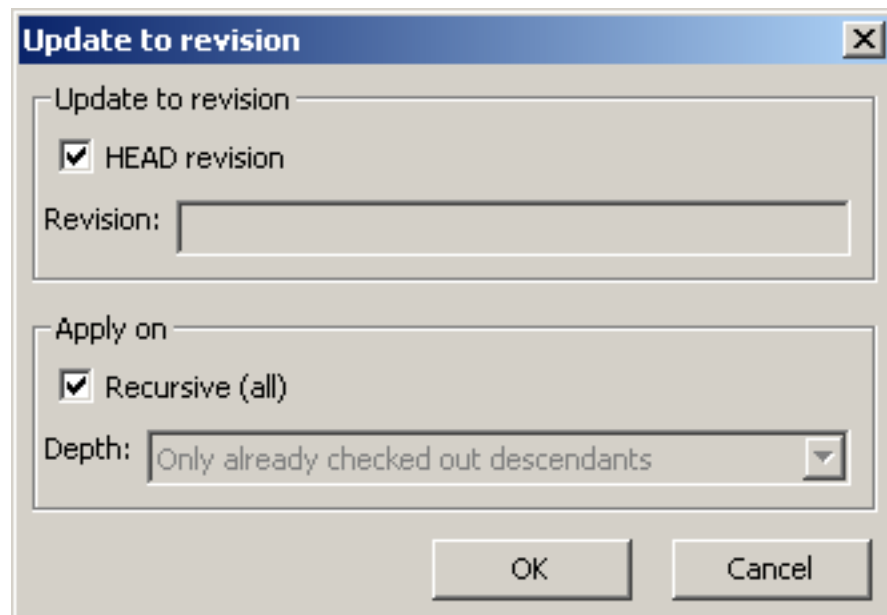 Update to revision
Update to revision
HEAD revision
Revision:
Apply on
Recursive (all)
Depth: Only already checked out descendants
OK Cancel